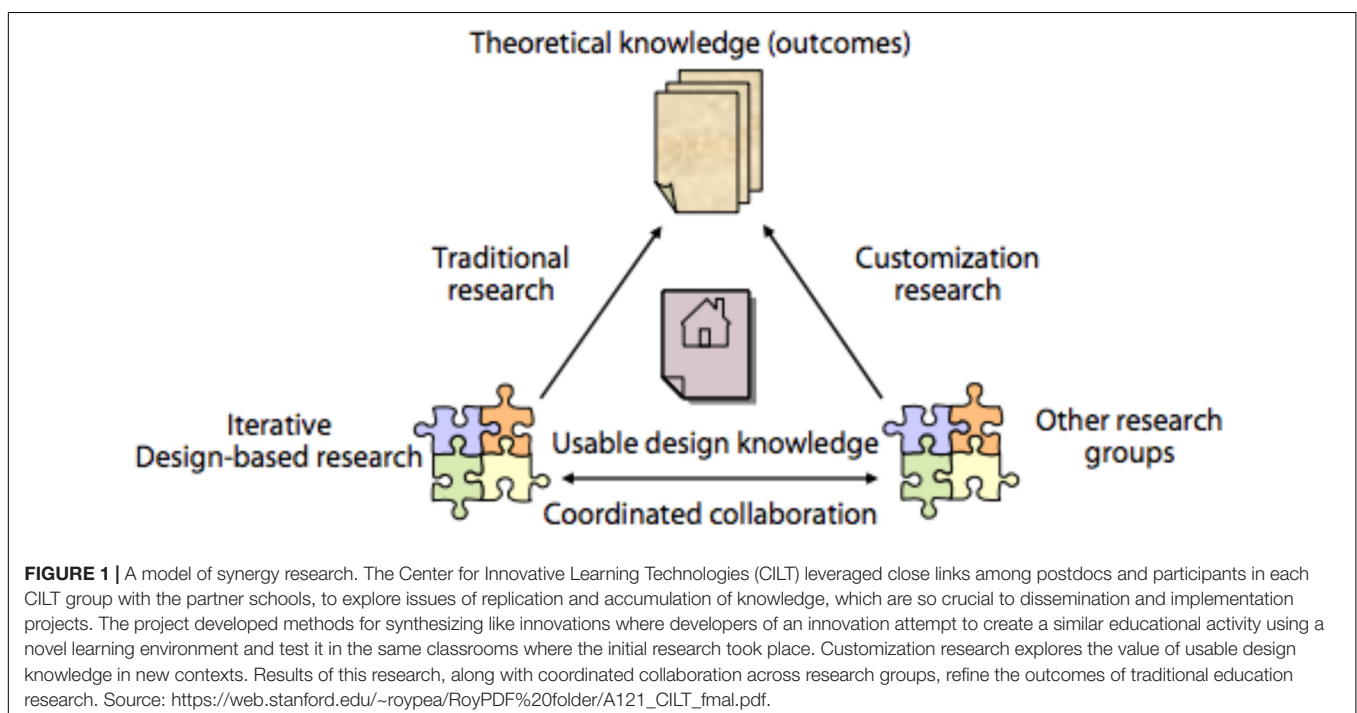 Theoretical knowledge (outcomes)
Traditional
research
Customization
research
Iterative
Design-based research
Usable design knowledge
Other research
groups
Coordinated collaboration
FIGURE 1 | A model of synergy research. The Center for Innovative Learning Technologies (CILT) leveraged close links among postdocs and participants in each
CILT group with the partner schools, to explore issues of replication and accumulation of knowledge, which are so crucial to dissemination and implementation
projects. The project developed methods for synthesizing like innovations where developers of an innovation attempt to create a similar educational activity using a
novel learning environment and test it in the same classrooms where the initial research took place. Customization research explores the value of usable design
knowledge in new contexts. Results of this research, along with coordinated collaboration across research groups, refine the outcomes of traditional education
research. Source: https://web.stanford.edu/~roypea/RoyPDF%20folder/A121_CILT_fmal.pdf.